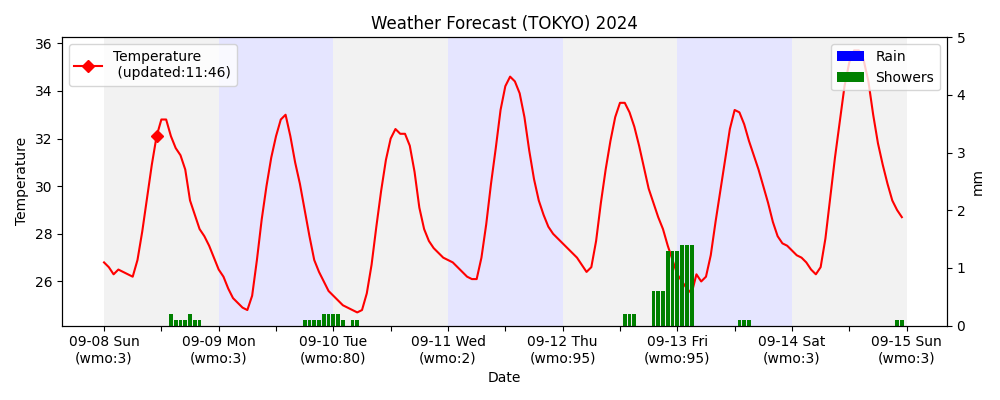 Weather Forecast (TOKYO) 2024
Temperature
(updated:11:46)
Rain
Showers
Temperature
36
34
32
30
28
26
5
4
3
2
1
0
mm
09-08 Sun
(wmo:3)
09-09 Mon
(wmo:3)
09-10 Tue
(wmo:80)
09-11 Wed
(wmo:2)
09-12 Thu
(wmo:95)
09-13 Fri
(wmo:95)
09-14 Sat
(wmo:3)
09-15 Sun
(wmo:3)
Date